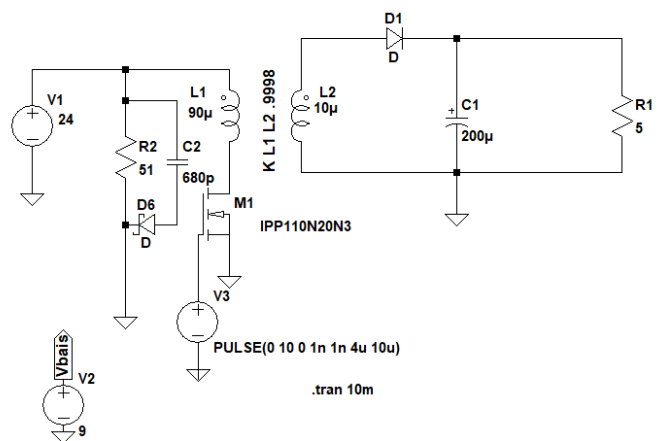 D1
D
V1
24
L1
90µ
K L1 L2 .9998
L2
10µ
C1
200µ
R1
5
R2
51
C2
680p
D6
D
M1
IPP110N20N3
V3
PULSE(0 10 0 1n 1n 4u 10u)
.tran 10m
Vbais
V2
9